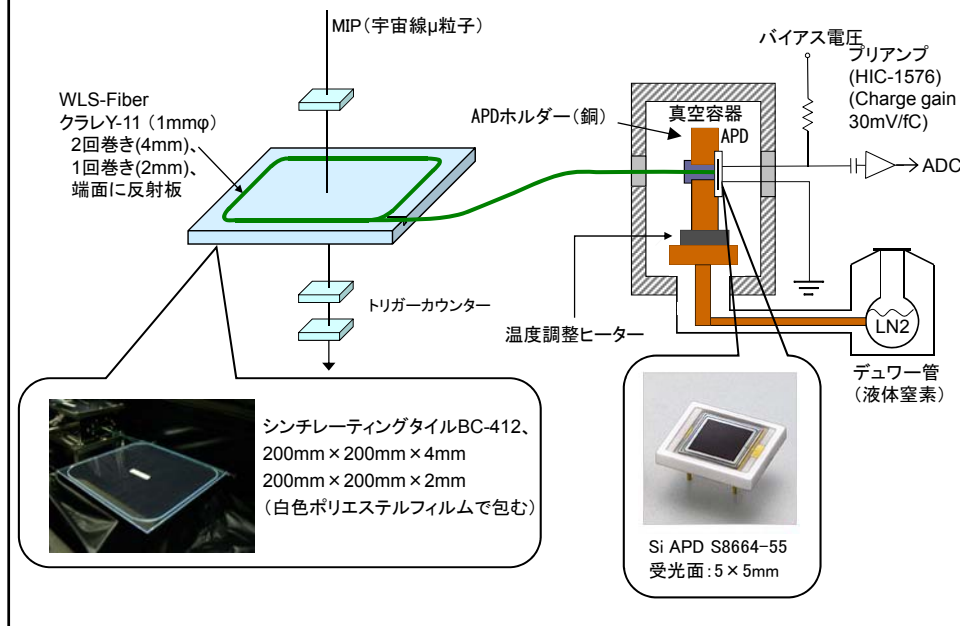 MIP（宇宙線μ粒子）
バイアス電圧
プリアンプ
(HIC-1576)
(Charge gain
30mV/fC)
WLS-Fiber
クラレY-11（1mmφ）
2回巻き(4mm)、
1回巻き(2mm)、
端面に反射板
APDホルダー（銅）
真空容器
APD
ADC
トリガーカウンター
温度調整ヒーター
LN2
デュワー管
（液体窒素）
シンチレーティングタイルBC-412、
200mm×200mm×4mm
200mm×200mm×2mm
（白色ポリエステルフィルムで包む）
Si APD S8664-55
受光面：5×5mm